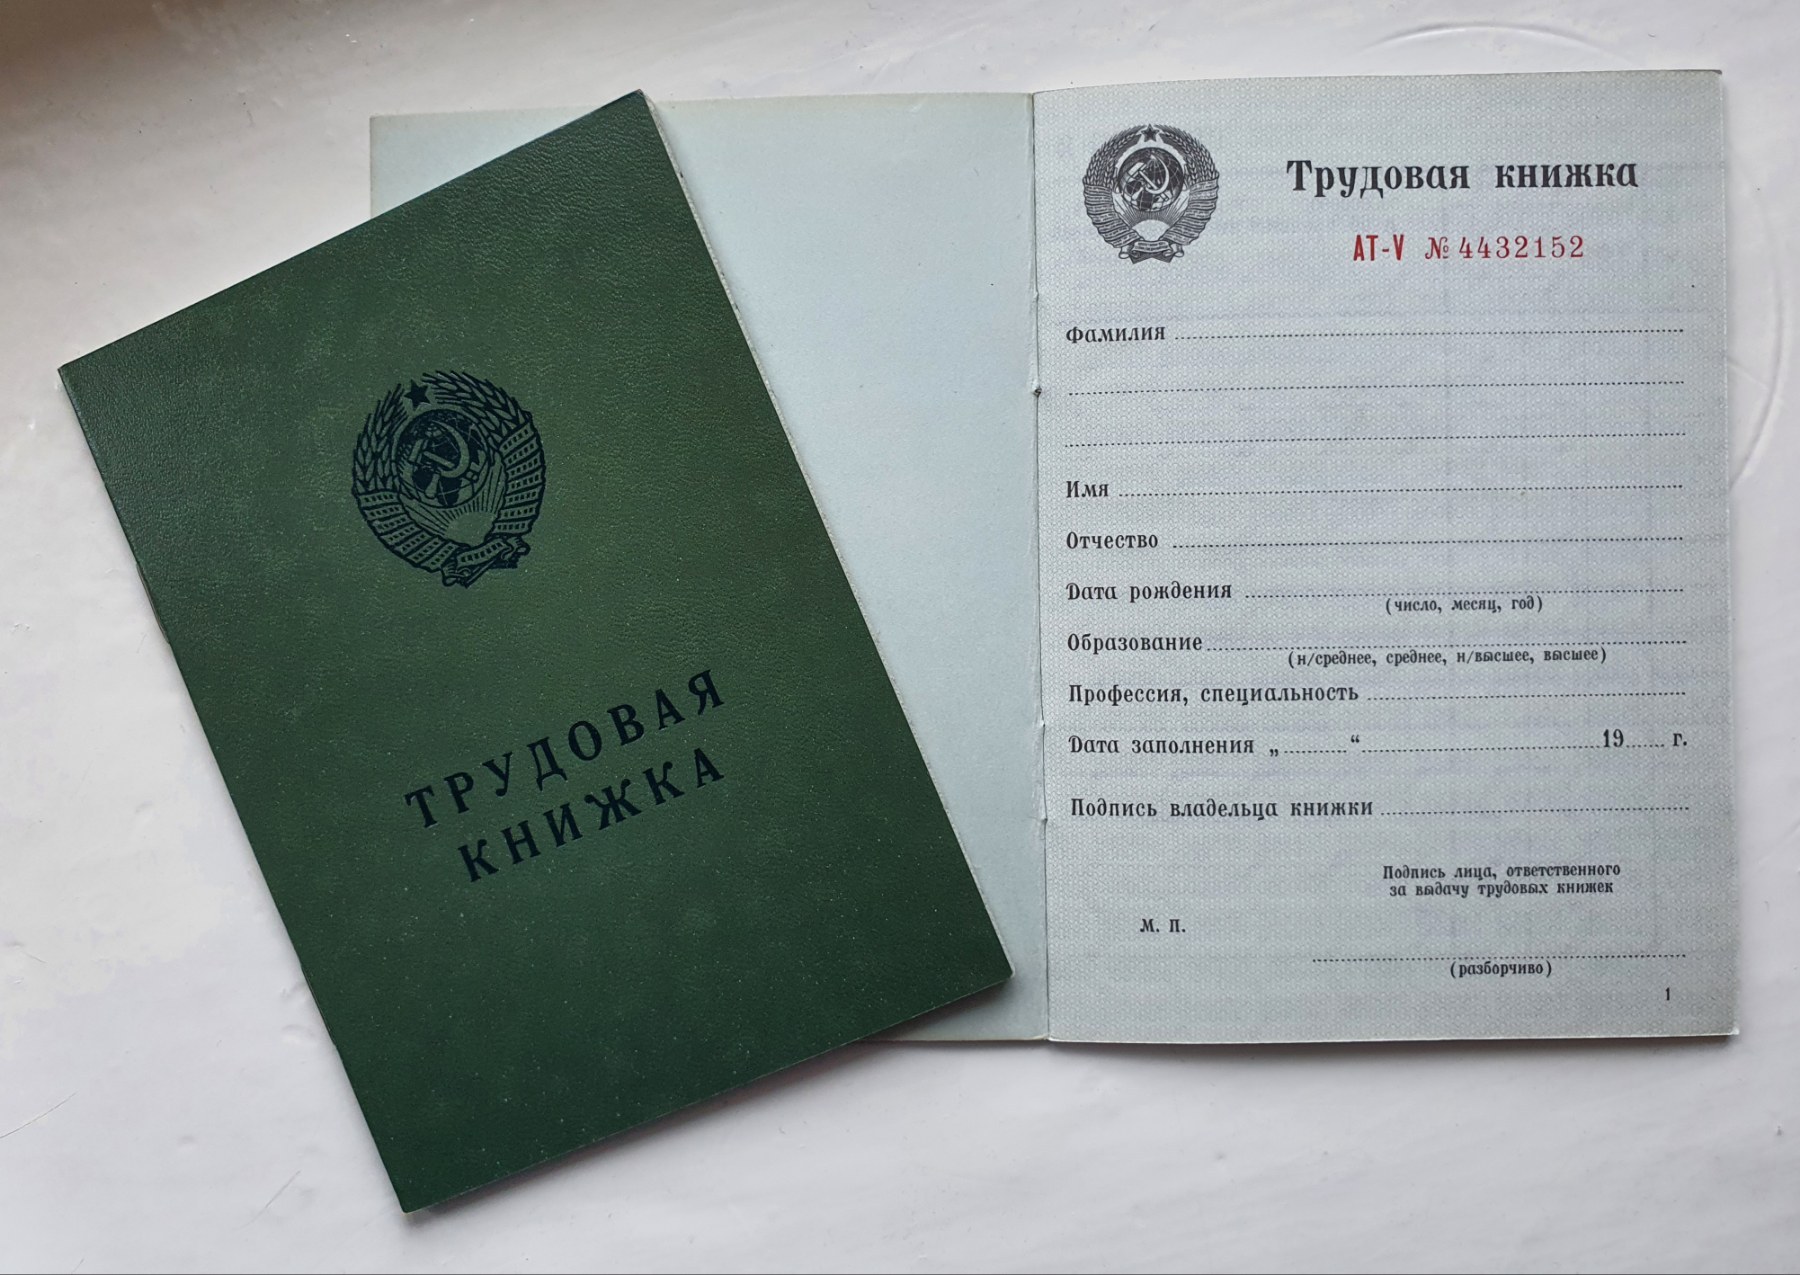 ТРУДОВАЯ
КНИЖКА
Трудовая книжка
АТ-V № 4432152
Фамилия
Имя
Отчество
Дата рождения
(число, месяц, год)
Образование
(н/среднее, среднее, н/высшее, высшее)
Профессия, специальность
Дата заполнения „ “ 19 г.
Подпись владельца книжки
Подпись лица, ответственного
за выдачу трудовых книжек
М. П.
(разборчиво)
1